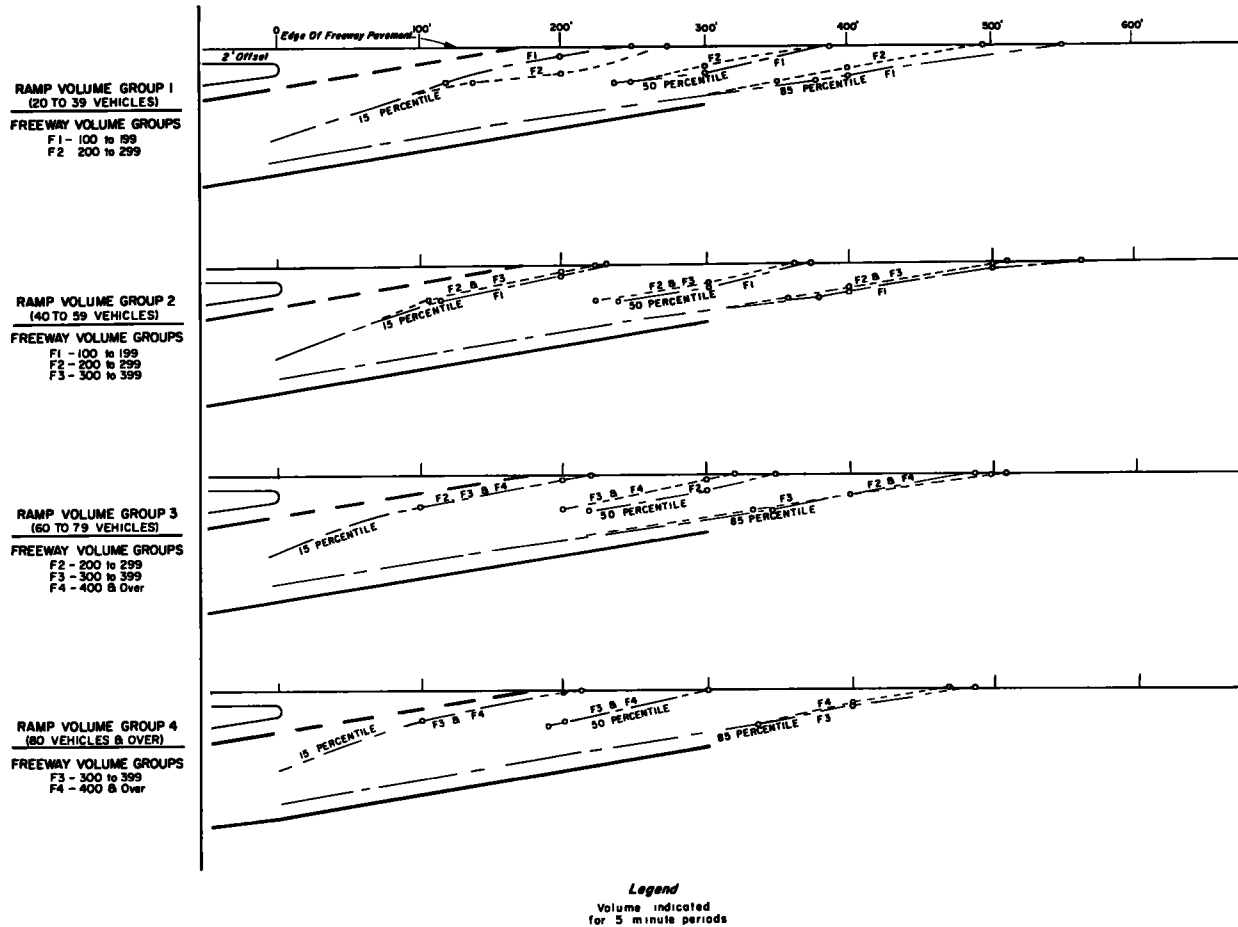 0 100' 200' 300' 400' 500' 600'
Edge Of Freeway Pavement
2' Offset
RAMP VOLUME GROUP 1
(20 TO 39 VEHICLES)
FREEWAY VOLUME GROUPS
F1 - 100 to 199
F2 200 to 299
F1
F2
15 PERCENTILE
F2
F1
50 PERCENTILE
F2
F1
85 PERCENTILE
RAMP VOLUME GROUP 2
(40 TO 59 VEHICLES)
FREEWAY VOLUME GROUPS
F1 - 100 to 199
F2 - 200 to 299
F3 - 300 to 399
F2 & F3
F1
15 PERCENTILE
F2 & F3
F1
50 PERCENTILE
F2 & F3
F1
85 PERCENTILE
RAMP VOLUME GROUP 3
(60 TO 79 VEHICLES)
FREEWAY VOLUME GROUPS
F2 - 200 to 299
F3 - 300 to 399
F4 - 400 & Over
F2, F3 & F4
15 PERCENTILE
F3 & F4
F2
50 PERCENTILE
F3
F2 & F4
85 PERCENTILE
RAMP VOLUME GROUP 4
(80 VEHICLES & OVER)
FREEWAY VOLUME GROUPS
F3 - 300 to 399
F4 - 400 & Over
F3 & F4
15 PERCENTILE
F3 & F4
50 PERCENTILE
F4
F3
85 PERCENTILE
Legend
Volume indicated
for 5 minute periods